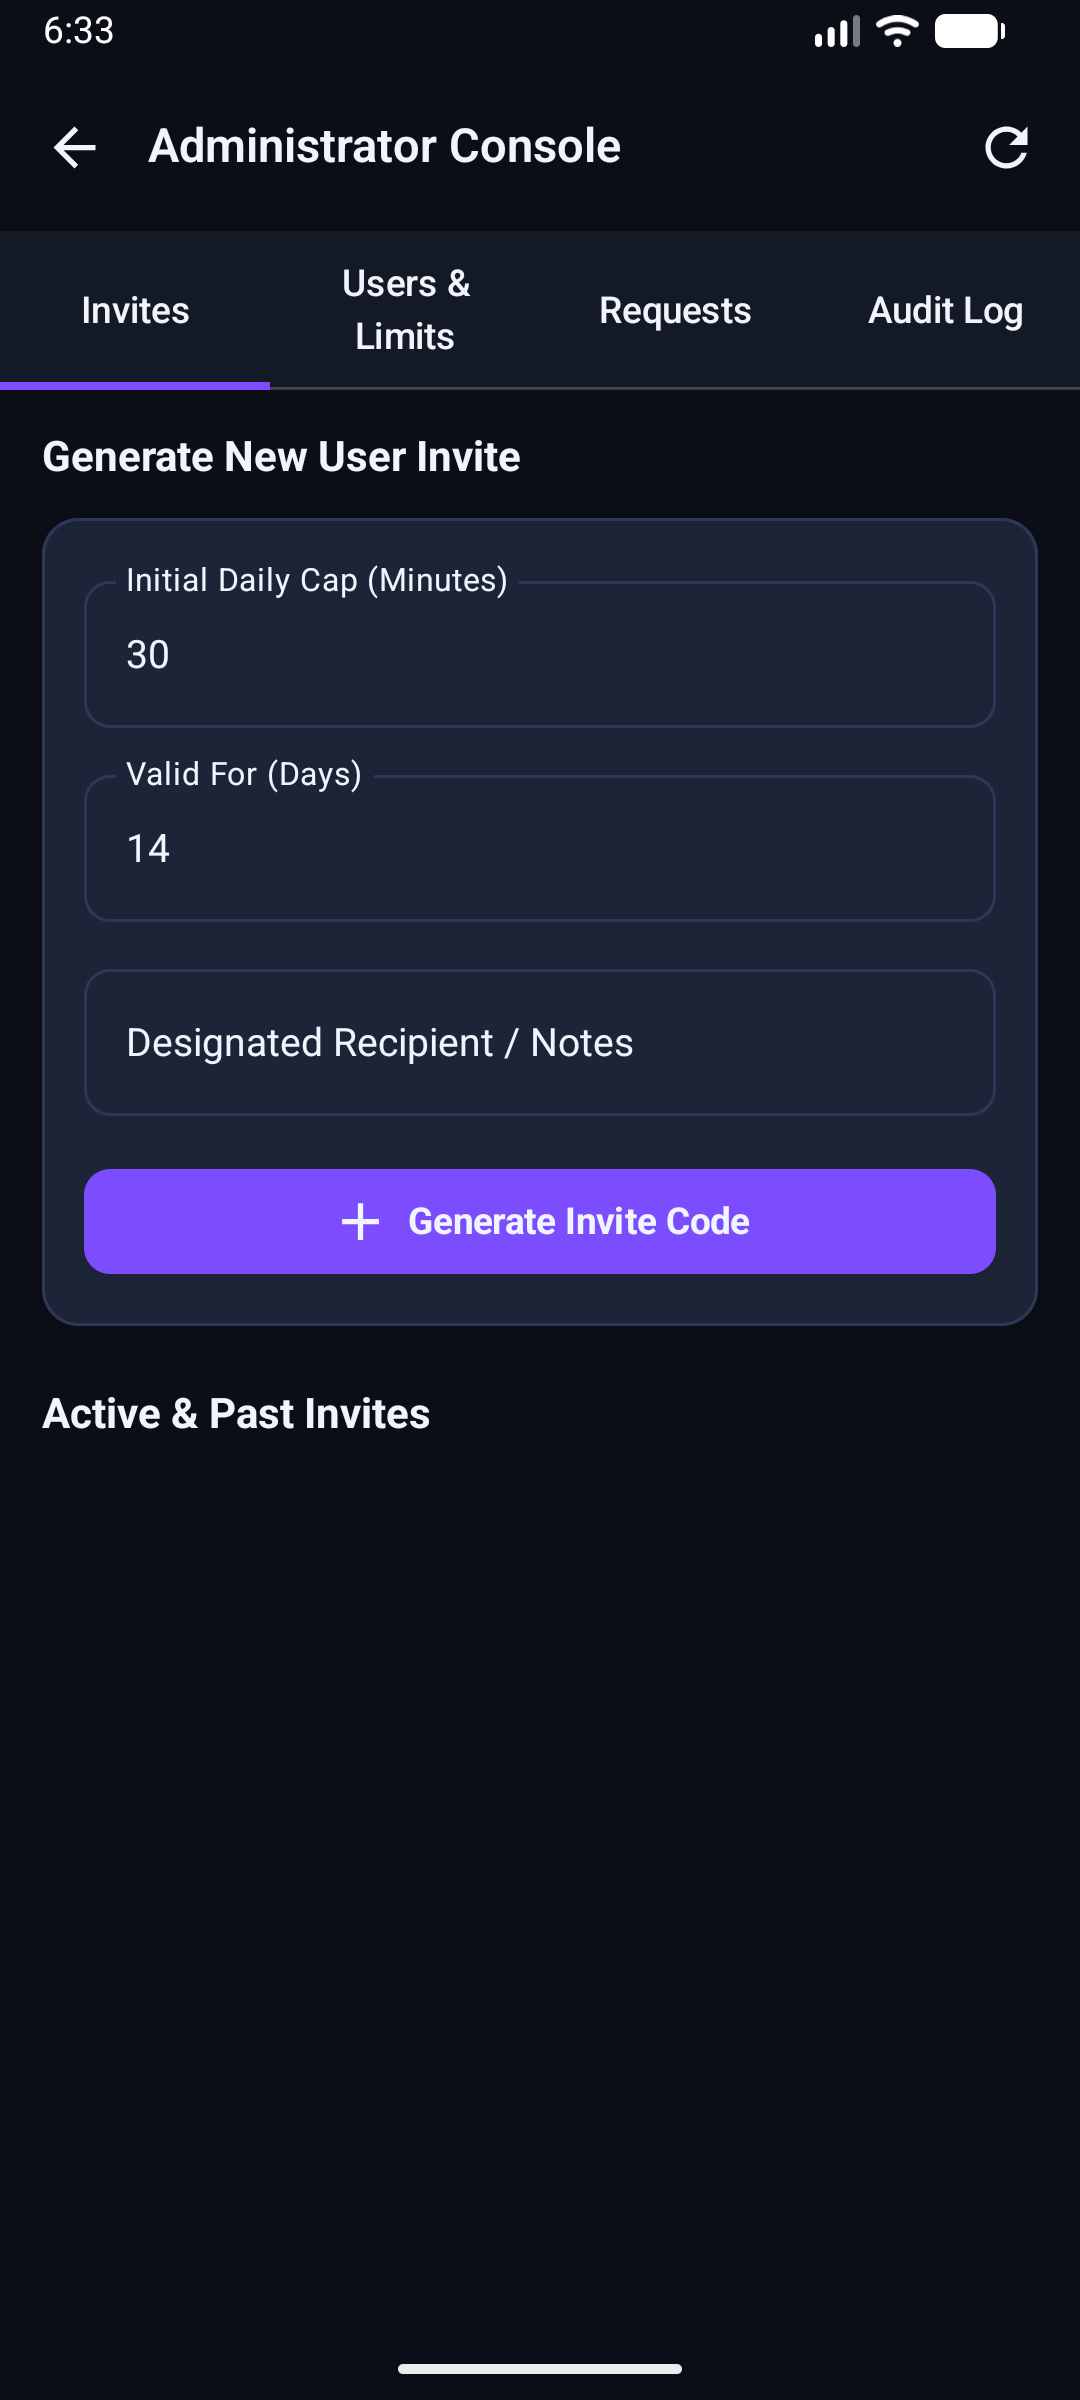 6:33
Administrator Console
Invites
Users &
Limits
Requests
Audit Log
Generate New User Invite
Initial Daily Cap (Minutes)
30
Valid For (Days)
14
Designated Recipient / Notes
Generate Invite Code
Active & Past Invites